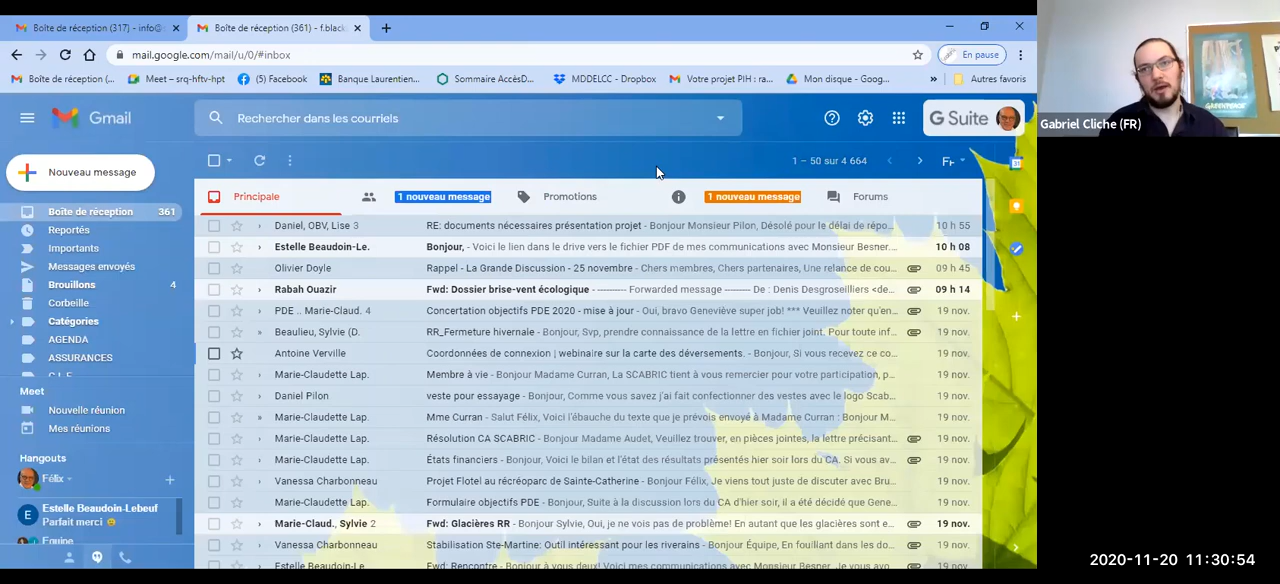 Boîte de réception (317) - info@
Boîte de réception (361) - f.black
mail.google.com/mail/u/0/#inbox
En pause
Boîte de réception (...
Meet – srq-hftv-hpt
(5) Facebook
Banque Laurentien...
Sommaire AccèsD...
MDDELCC - Dropbox
Votre projet PIH : ra...
Mon disque - Goog...
»
Autres favoris
Gmail
Rechercher dans les courriels
G Suite
Nouveau message
1 – 50 sur 4 664
Principale
1 nouveau message
Promotions
1 nouveau message
Forums
Boîte de réception 361
Reportés
Importants
Messages envoyés
Brouillons 4
Corbeille
Catégories
AGENDA
ASSURANCES
Meet
Nouvelle réunion
Mes réunions
Hangouts
Félix
Estelle Beaudoin-Lebeuf
Parfait merci
Equipe
Daniel, OBV, Lise 3 RE: documents nécessaires présentation projet - Bonjour Monsieur Pilon, Désolé pour le délai de répo... 10 h 55
Estelle Beaudoin-Le. Bonjour, - Voici le lien dans le drive vers le fichier PDF de mes communications avec Monsieur Besner... 10 h 08
Olivier Doyle Rappel - La Grande Discussion - 25 novembre - Chers membres, Chers partenaires, Une relance de cou... 09 h 45
Rabah Ouazir Fwd: Dossier brise-vent écologique - ---------- Forwarded message --------- De : Denis Desgroseilliers <de... 09 h 14
PDE .. Marie-Claud. 4 Concertation objectifs PDE 2020 - mise à jour - Oui, bravo Geneviève super job! *** Veuillez noter qu'en... 19 nov.
Beaulieu, Sylvie (D. RR_Fermeture hivernale - Bonjour, Svp, prendre connaissance de la lettre en fichier joint. Pour toute inf... 19 nov.
Antoine Verville Coordonnées de connexion | webinaire sur la carte des déversements. - Bonjour, Si vous recevez ce co... 19 nov.
Marie-Claudette Lap. Membre à vie - Bonjour Madame Curran, La SCABRIC tient à vous remercier pour votre participation, p... 19 nov.
Daniel Pilon veste pour essayage - Comme vous savez j'ai fait confectionner des vestes avec le logo Scab... 19 nov.
Marie-Claudette Lap. Mme Curran - Salut Félix, Voici l'ébauche du texte que je prévois envoyé à Madame Curran : Bonjour M... 19 nov.
Marie-Claudette Lap. Résolution CA SCABRIC - Bonjour Madame Audet, Veuillez trouver, en pièces jointes, la lettre précisant... 19 nov.
Marie-Claudette Lap. États financiers - Bonjour, Voici le bilan et l'état des résultats présentés hier soir lors du CA. Si vous av... 19 nov.
Vanessa Charbonneau Projet Flotel au récréoparc de Sainte-Catherine - Bonjour Félix, Je viens tout juste de discuter avec Bru... 19 nov.
Marie-Claudette Lap. Formulaire objectifs PDE - Bonjour, Suite à la discussion lors du CA d'hier soir, il a été décidé que Gene... 19 nov.
Marie-Claud., Sylvie 2 Fwd: Glacières RR - Bonjour Sylvie, Oui, je ne vois pas de problème! En autant que les glacières sont e... 19 nov.
Vanessa Charbonneau Stabilisation Ste-Martine: Outil intéressant pour les riverains - Bonjour Équipe, En fouillant dans les do... 19 nov.
Estelle Beaudoin-Le. Fwd: Rencontre - Bonjour à vous deux! Voici mes communications avec Monsieur Besner... 19 nov.
GREENPEACE
Gabriel Cliche (FR)
2020-11-20 11:30:54